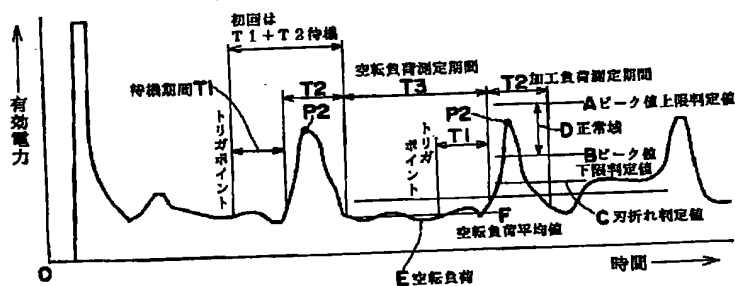 初回は
T1+T2待機
空転負荷測定期間
T2加工負荷測定期間
T2
T3
待機期間T1
P2
P2
Aピーク値上限判定値
D正常域
トリガポイント
トリガポイント
T1
Bピーク値
下限判定値
C刃折れ判定値
F
空転負荷平均値
E空転負荷
有効電力
時間
O